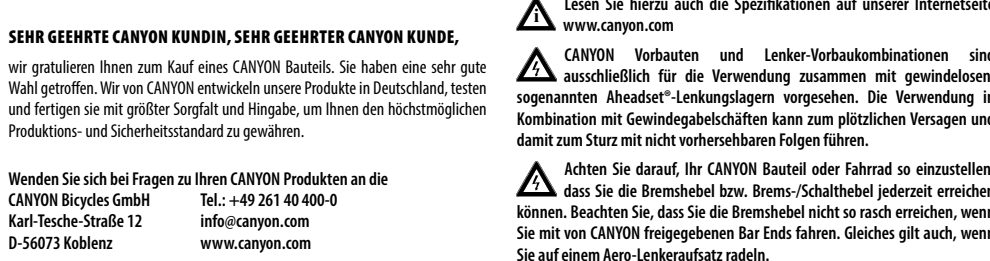 SEHR GEEHRTE CANYON KUNDIN, SEHR GEEHRTER CANYON KUNDE,
wir gratulieren Ihnen zum Kauf eines CANYON Bauteils. Sie haben eine sehr gute
Wahl getroffen. Wir von CANYON entwickeln unsere Produkte in Deutschland, testen
und fertigen sie mit größter Sorgfalt und Hingabe, um Ihnen den höchstmöglichen
Produktions- und Sicherheitsstandard zu gewähren.
Wenden Sie sich bei Fragen zu Ihren CANYON Produkten an die
CANYON Bicycles GmbH Tel.: +49 261 40 400-0
Karl-Tesche-Straße 12 info@canyon.com
D-56073 Koblenz www.canyon.com
Lesen Sie hierzu auch die Spezifikationen auf unserer Internetseite
www.canyon.com
CANYON Vorbauten und Lenker-Vorbaukombinationen sind
ausschließlich für die Verwendung zusammen mit gewindelosen
sogenannten Aheadset®-Lenkungslagern vorgesehen. Die Verwendung in
Kombination mit Gewindegabelschäften kann zum plötzlichen Versagen und
damit zum Sturz mit nicht vorhersehbaren Folgen führen.
Achten Sie darauf, Ihr CANYON Bauteil oder Fahrrad so einzustellen
dass Sie die Bremshebel bzw. Brems-/Schalthebel jederzeit erreichen
können. Beachten Sie, dass Sie die Bremshebel nicht so rasch erreichen, wenn
Sie mit von CANYON freigegebenen Bar Ends fahren. Gleiches gilt auch, wenn
Sie auf einem Aero-Lenkeraufsatz radeln.